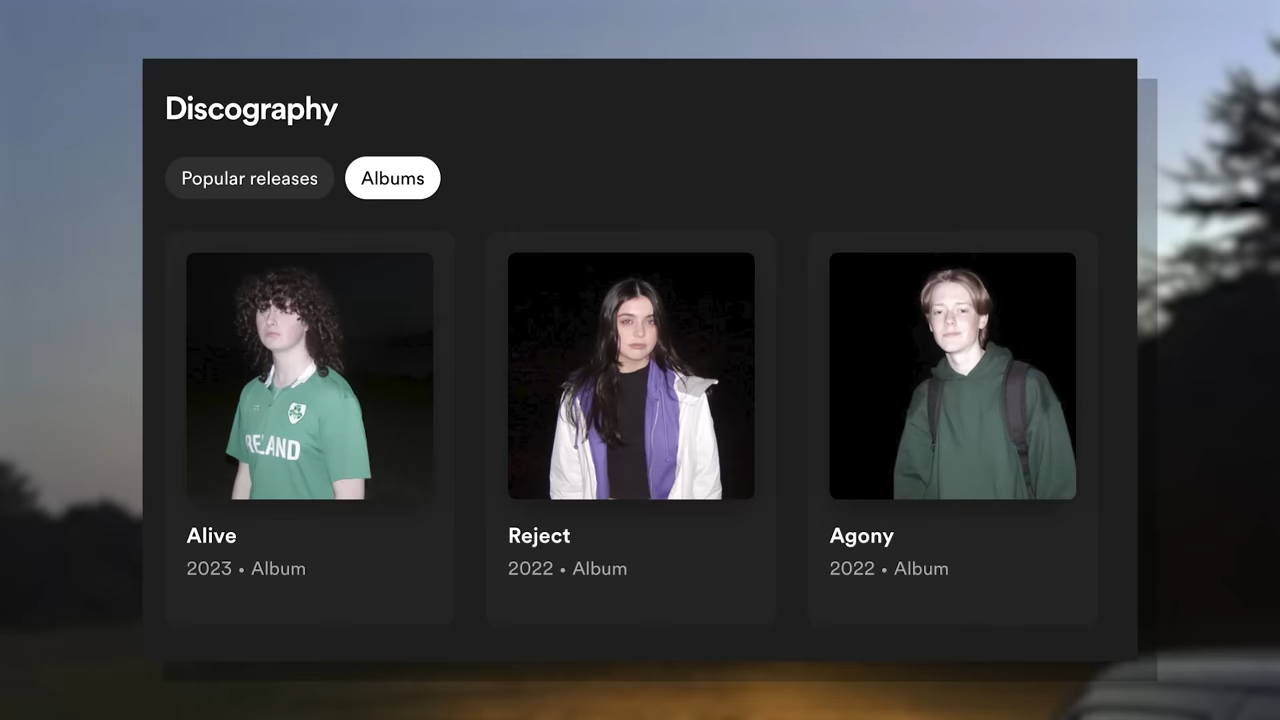 Discography
Popular releases
Albums
RELAND
Alive
2023 • Album
Reject
2022 • Album
Agony
2022 • Album